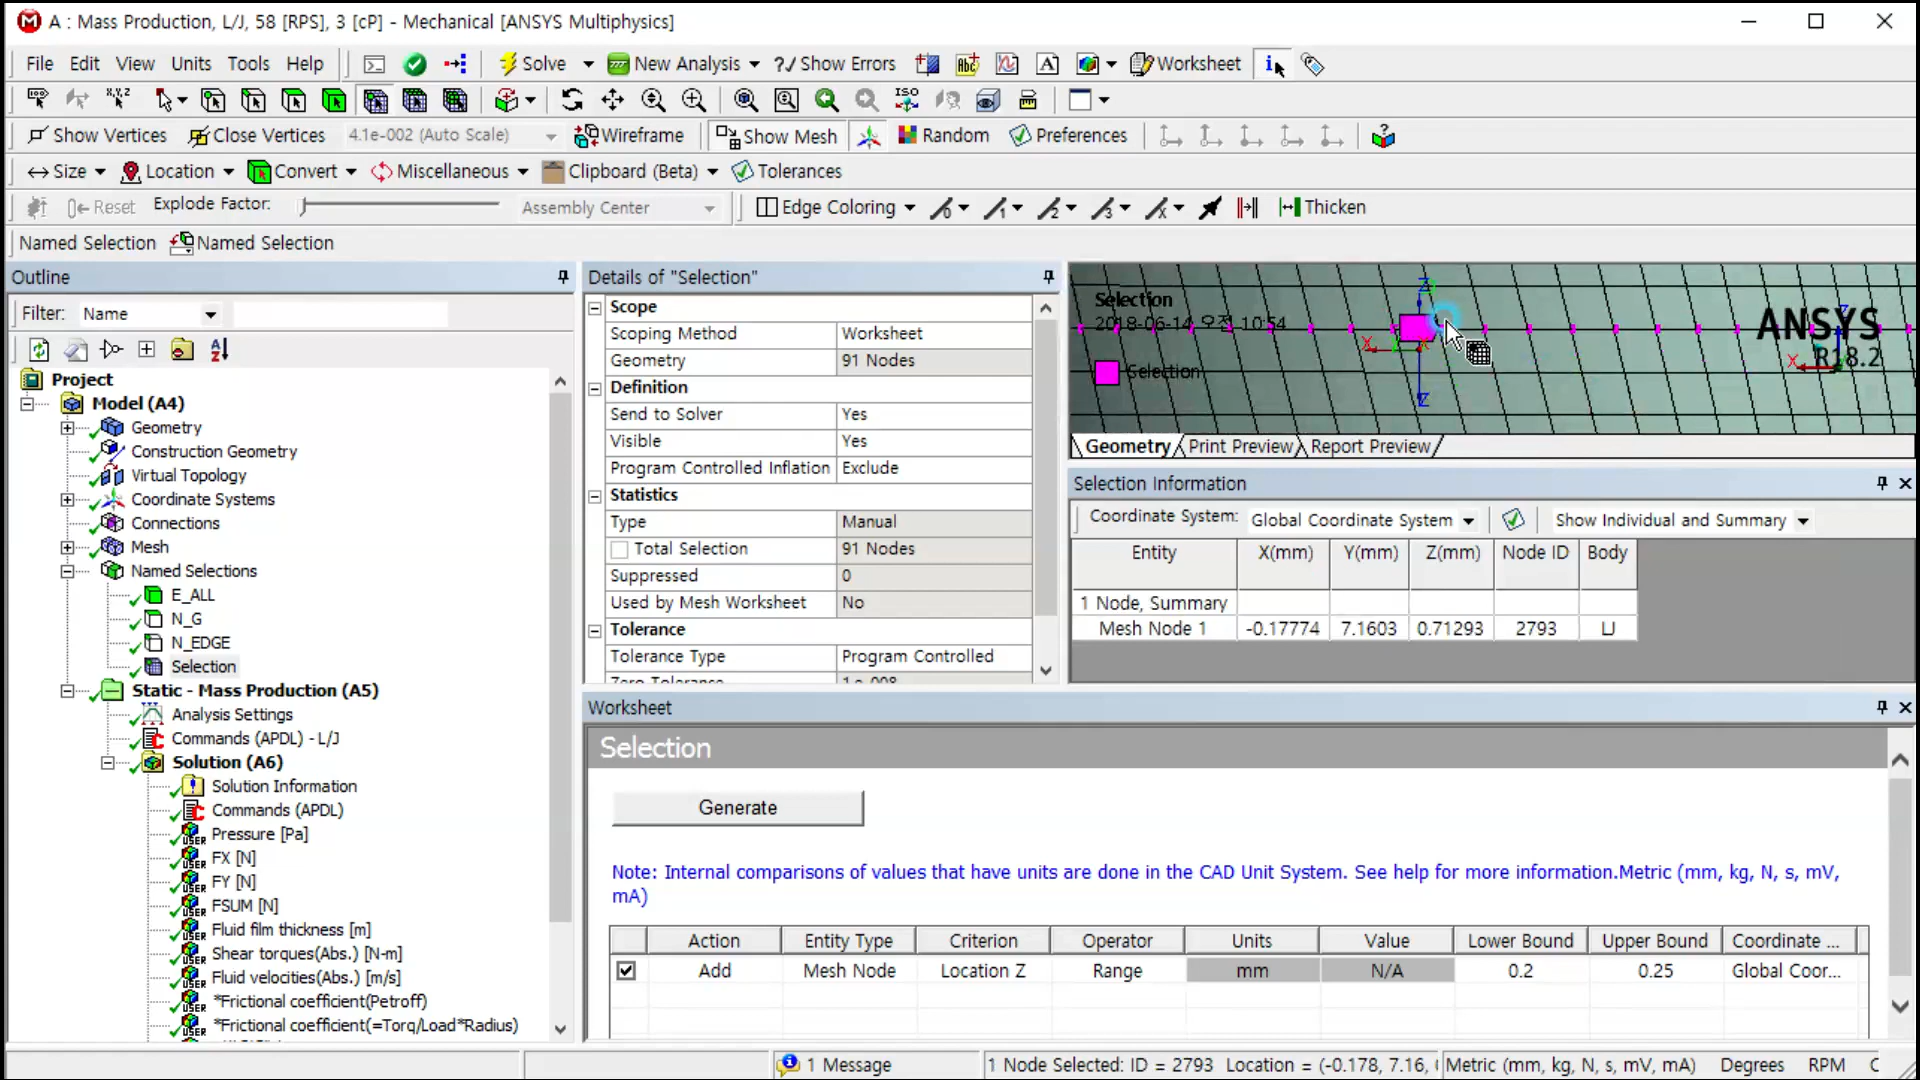 A : Mass Production, L/J, 58 [RPS], 3 [cP] - Mechanical [ANSYS Multiphysics]
File Edit View Units Tools Help Solve New Analysis ?/ Show Errors Worksheet
Show Vertices Close Vertices 4.1e-002 (Auto Scale) Wireframe Show Mesh Random Preferences
Size Location Convert Miscellaneous Clipboard (Beta) Tolerances
Reset Explode Factor: Assembly Center Edge Coloring Thicken
Named Selection Named Selection
Outline
Filter: Name
Project
Model (A4)
Geometry
Construction Geometry
Virtual Topology
Coordinate Systems
Connections
Mesh
Named Selections
E_ALL
N_G
N_EDGE
Selection
Static - Mass Production (A5)
Analysis Settings
Commands (APDL) - L/J
Solution (A6)
Solution Information
Commands (APDL)
Pressure [Pa]
FX [N]
FY [N]
FSUM [N]
Fluid film thickness [m]
Shear torques(Abs.) [N-m]
Fluid velocities(Abs.) [m/s]
*Frictional coefficient(Petroff)
*Frictional coefficient(=Torq/Load*Radius)
Details of "Selection"
Scope
Scoping Method Worksheet
Geometry 91 Nodes
Definition
Send to Solver Yes
Visible Yes
Program Controlled Inflation Exclude
Statistics
Type Manual
Total Selection 91 Nodes
Suppressed 0
Used by Mesh Worksheet No
Tolerance
Tolerance Type Program Controlled
Zero Tolerance 1.e-008
Selection
2018-06-14 오전 10:54
Selection
ANSYS
R18.2
Geometry Print Preview Report Preview
Selection Information
Coordinate System: Global Coordinate System Show Individual and Summary
Entity X(mm) Y(mm) Z(mm) Node ID Body
1 Node, Summary
Mesh Node 1 -0.17774 7.1603 0.71293 2793 LJ
Worksheet
Selection
Generate
Note: Internal comparisons of values that have units are done in the CAD Unit System. See help for more information.Metric (mm, kg, N, s, mV,
mA)
Action Entity Type Criterion Operator Units Value Lower Bound Upper Bound Coordinate ...
Add Mesh Node Location Z Range mm N/A 0.2 0.25 Global Coor...
1 Message 1 Node Selected: ID = 2793 Location = (-0.178, 7.16, Metric (mm, kg, N, s, mV, mA) Degrees RPM C